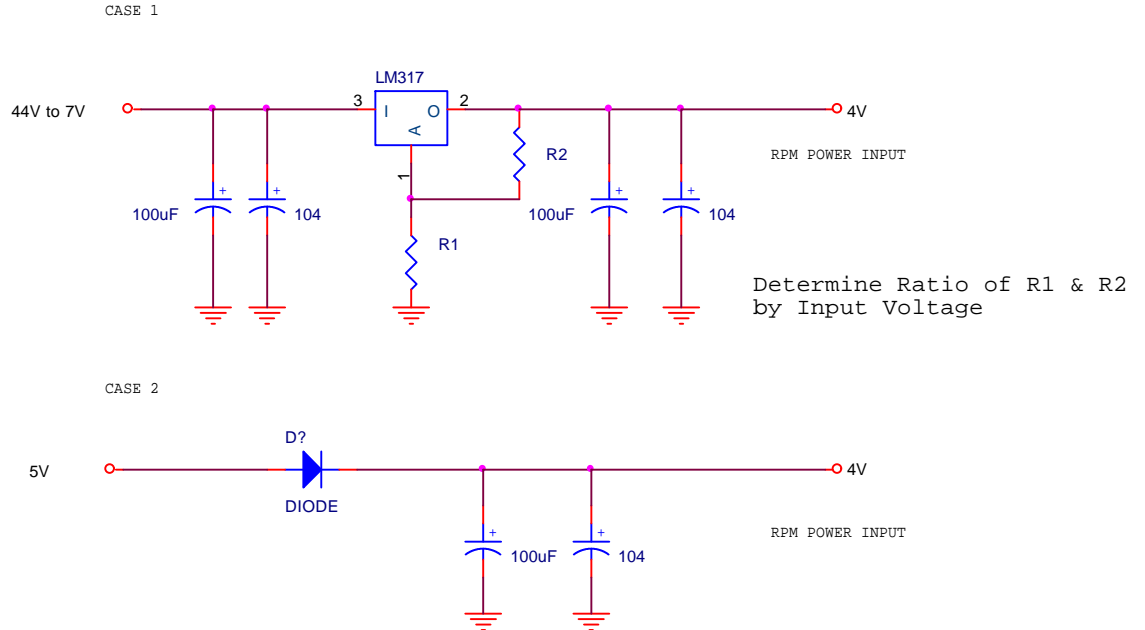 CASE 1
LM317
44V to 7V
3
I
O
2
A
1
4V
R2
RPM POWER INPUT
+
100uF
+
104
+
100uF
+
104
R1
Determine Ratio of R1 & R2
by Input Voltage
CASE 2
D?
5V
4V
DIODE
RPM POWER INPUT
+
100uF
+
104